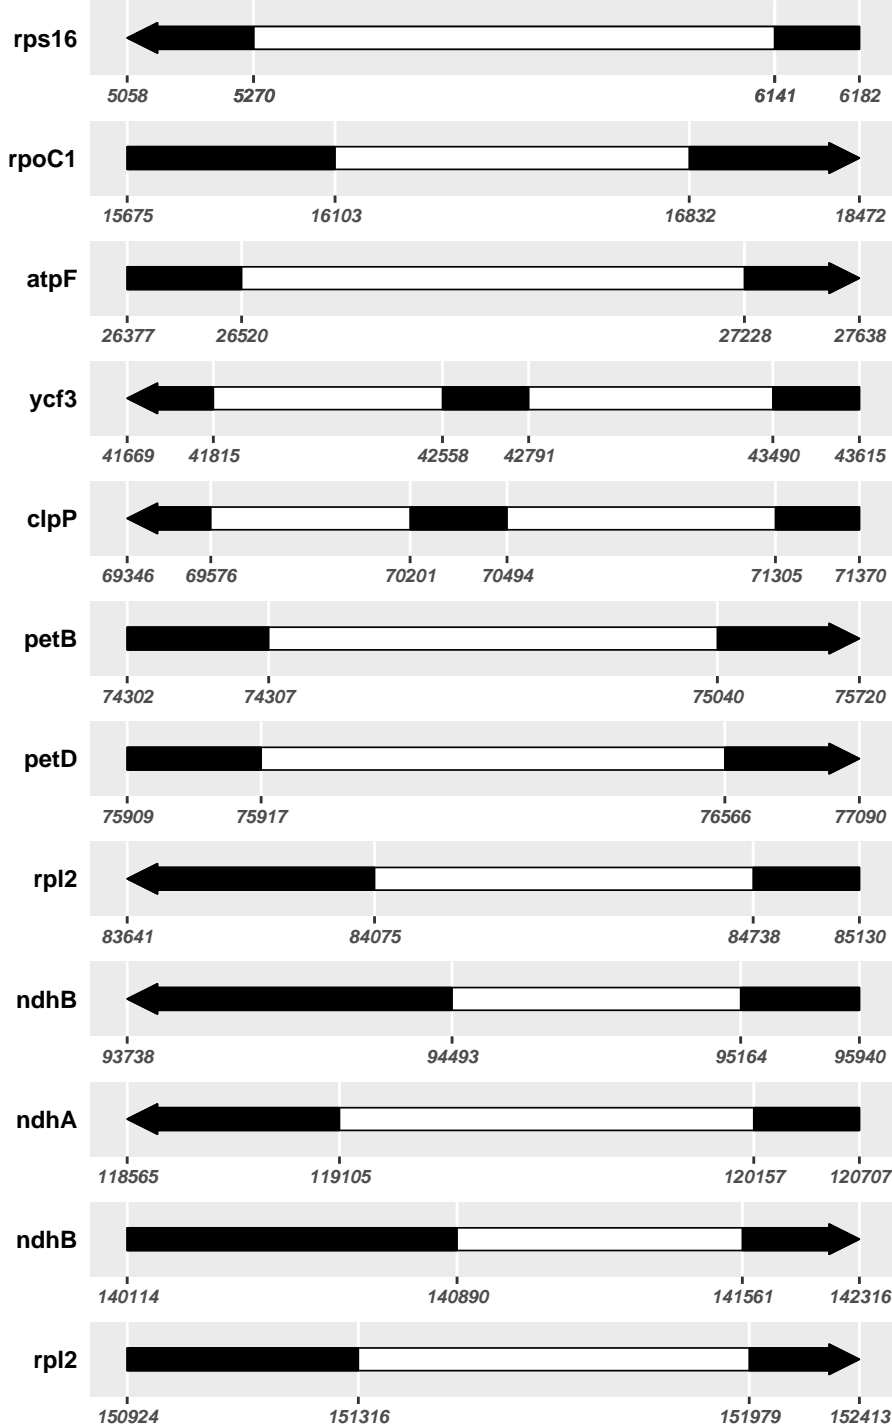 rps16
5058 5270 6141 6182
rpoC1
15675 16103 16832 18472
atpF
26377 26520 27228 27638
ycf3
41669 41815 42558 42791 43490 43615
clpP
69346 69576 70201 70494 71305 71370
petB
74302 74307 75040 75720
petD
75909 75917 76566 77090
rpl2
83641 84075 84738 85130
ndhB
93738 94493 95164 95940
ndhA
118565 119105 120157 120707
ndhB
140114 140890 141561 142316
rpl2
150924 151316 151979 152413